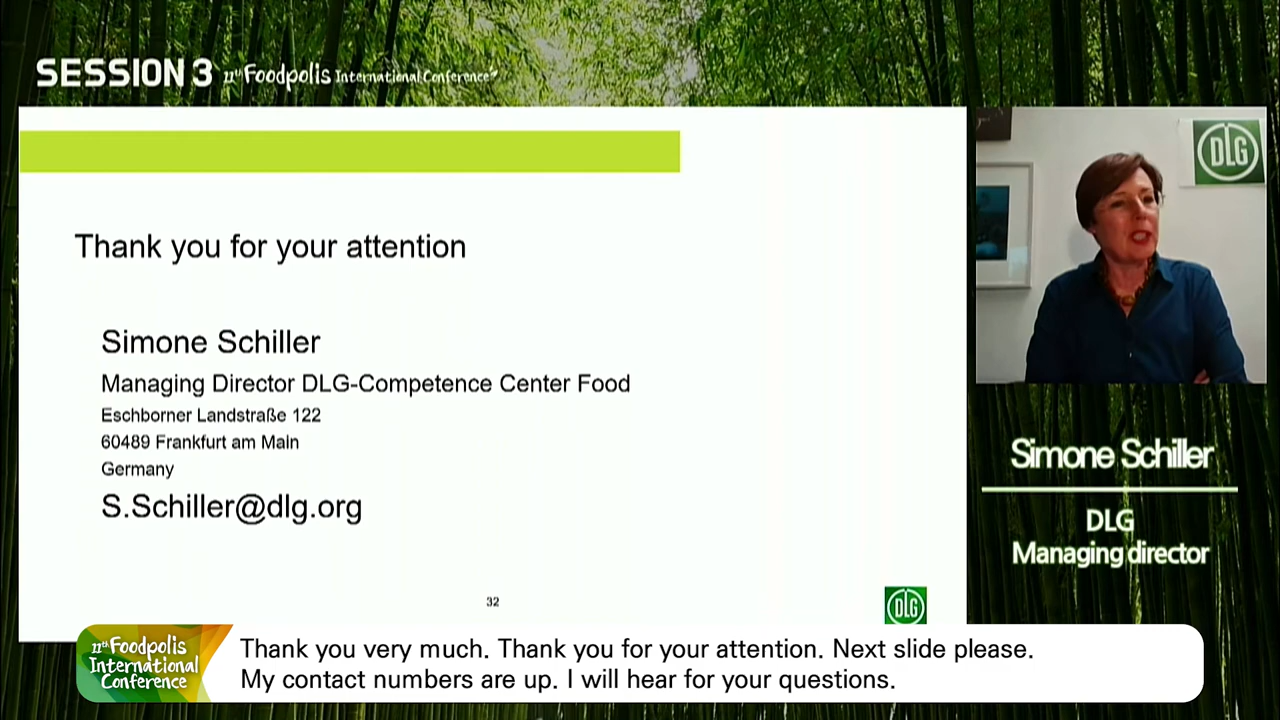 SESSION 3 11th Foodpolis International Conference
DLG
Thank you for your attention
Simone Schiller
Managing Director DLG-Competence Center Food
Eschborner Landstraße 122
60489 Frankfurt am Main
Germany
S.Schiller@dlg.org
32
DLG
Simone Schiller
DLG
Managing director
11th Foodpolis
International
Conference
Thank you very much. Thank you for your attention. Next slide please.
My contact numbers are up. I will hear for your questions.